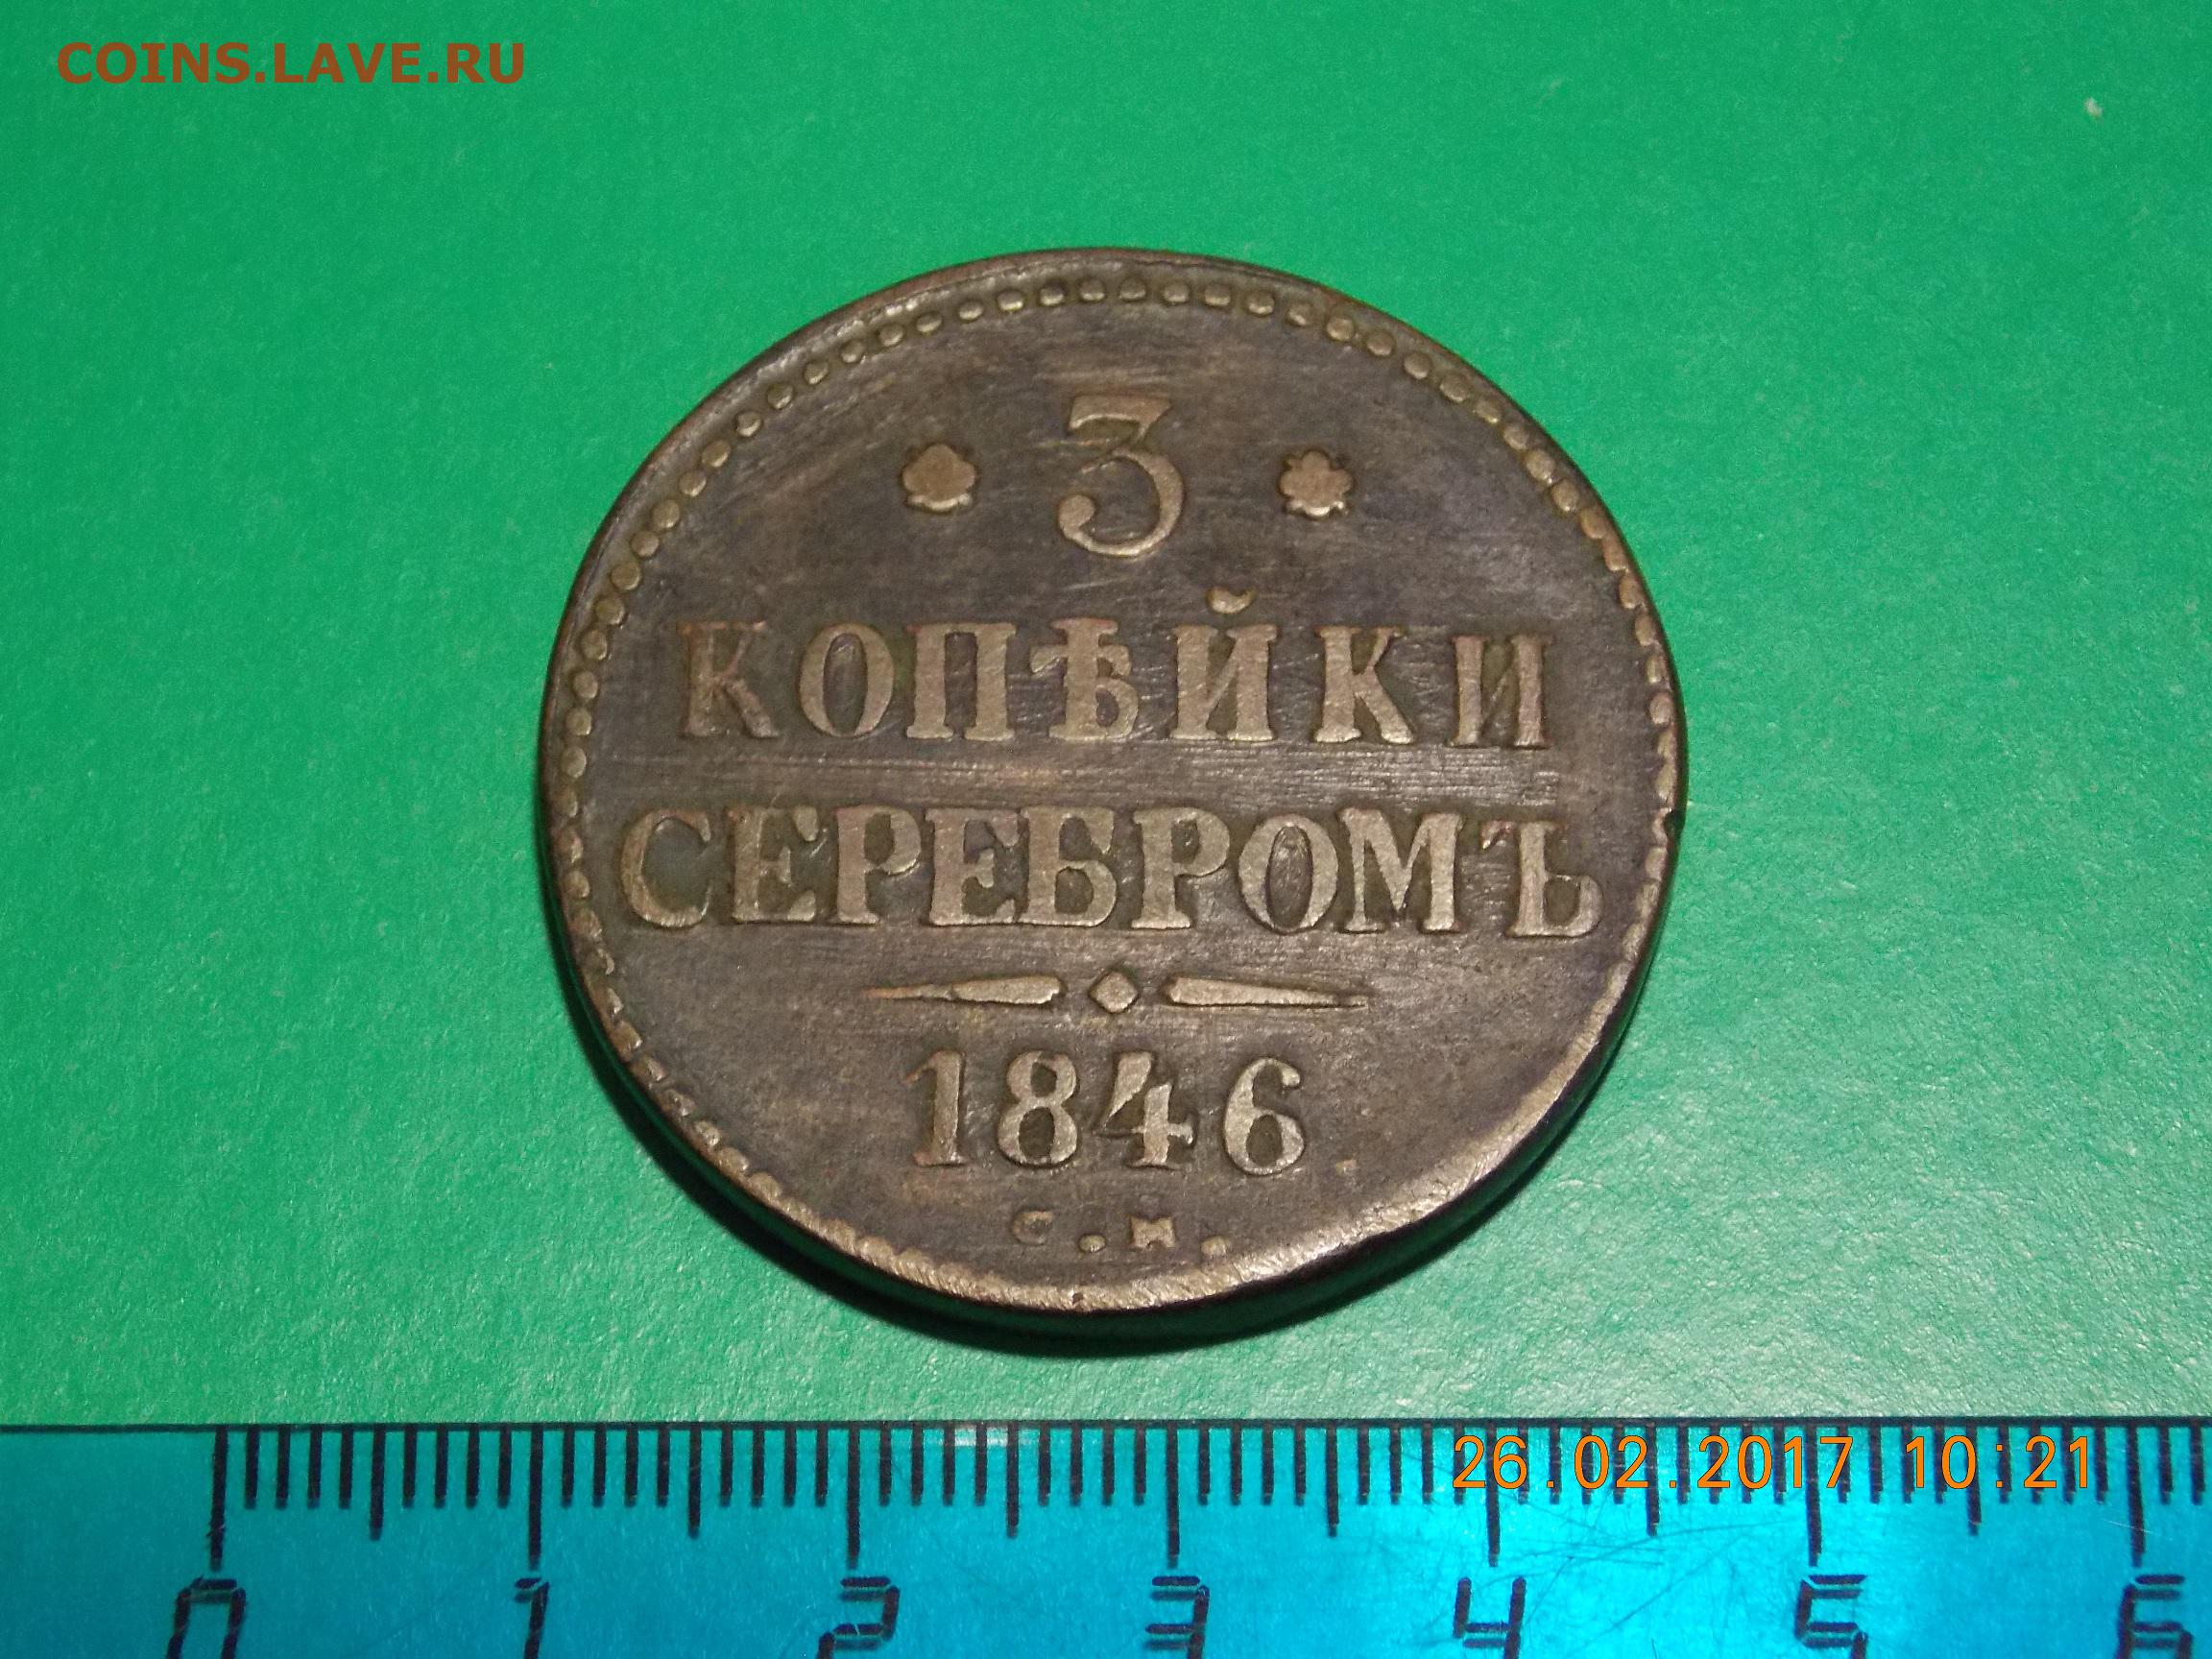 COINS.LAVE.RU
3
КОПѢЙКИ
СЕРЕБРОМЪ
1846
С.М.
26.02.2017 10:21
0 1 2 3 4 5 6